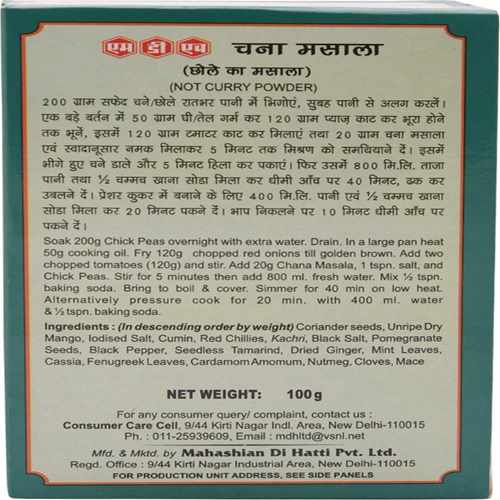 एम डी एच चना मसाला
(छोले का मसाला)
(NOT CURRY POWDER)
200 ग्राम सफेद चने/छोले रातभर पानी में भिगोएं, सुबह पानी से अलग करलें।
एक बड़े बर्तन में 50 ग्राम घी/तेल गर्म कर 120 ग्राम प्याज़ काट कर भूरा होने
तक भूनें, इसमें 120 ग्राम टमाटर काट कर मिलाएं तथा 20 ग्राम चना मसाला
एवं स्वादानूसार नमक मिलाकर 5 मिनट तक मिश्रण को समथियाने दें। इसमें
भीगे हुए चने डाले और 5 मिनट हिला कर पकाएं। फिर उसमें 800 मि.लि. ताजा
पानी तथा ½ चम्मच खाना सोडा मिला कर धीमी आँच पर 40 मिनट, ढक कर
उबलने दें। प्रेशर कुकर में बनाने के लिए 400 मि.लि. पानी एवं ½ चम्मच खाना
सोडा मिला कर 20 मिनट पकने दें। भाप निकलने पर 10 मिनट धीमी आँच पर
पकने दें।
Soak 200g Chick Peas overnight with extra water. Drain. In a large pan heat
50g cooking oil. Fry 120g chopped red onions till golden brown. Add two
chopped tomatoes (120g) and stir. Add 20g Chana Masala, 1 tspn. salt, and
Chick Peas. Stir for 5 minutes then add 800 ml. fresh water. Mix ½ tspn.
baking soda. Bring to boil & cover. Simmer for 40 min on low heat.
Alternatively pressure cook for 20 min. with 400 ml. water
& ½ tspn. baking soda.
Ingredients : (In descending order by weight) Coriander seeds, Unripe Dry
Mango, Iodised Salt, Cumin, Red Chillies, Kachri, Black Salt, Pomegranate
Seeds, Black Pepper, Seedless Tamarind, Dried Ginger, Mint Leaves,
Cassia, Fenugreek Leaves, Cardamom Amomum, Nutmeg, Cloves, Mace
NET WEIGHT: 100g
For any consumer query/ complaint, contact us :
Consumer Care Cell, 9/44 Kirti Nagar Indl. Area, New Delhi-110015
Ph. : 011-25939609, Email : mdhltd@vsnl.net
Mfd. & Mktd. by Mahashian Di Hatti Pvt. Ltd.
Regd. Office : 9/44 Kirti Nagar Industrial Area, New Delhi-110015
FOR PRODUCTION UNIT ADDRESS, SEE SIDE PANELS